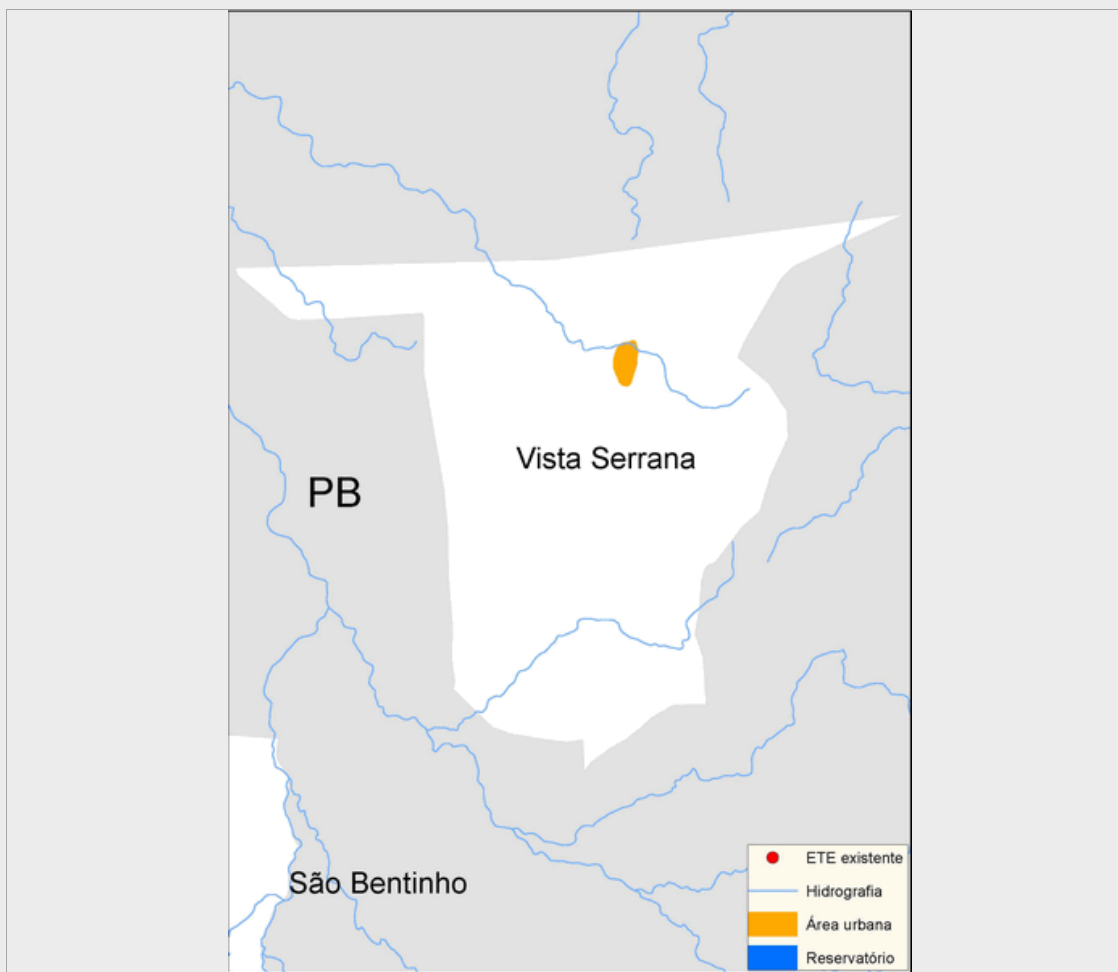 Vista Serrana
PB
São Bentinho
ETE existente
Hidrografia
Área urbana
Reservatório